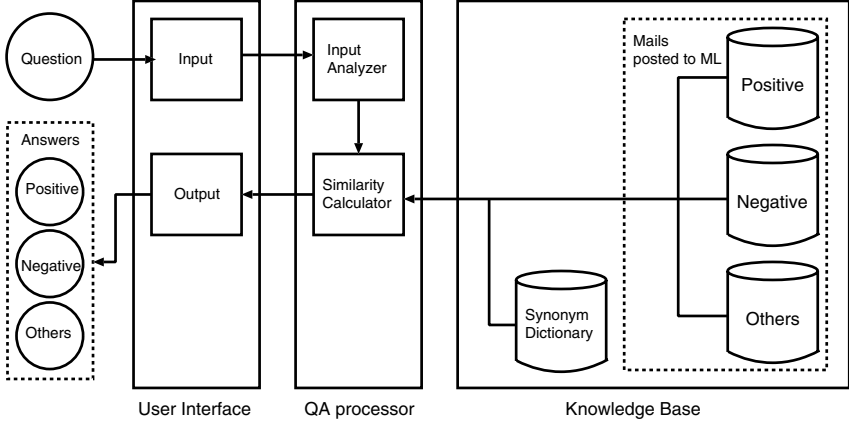 Question
Input
Input
Analyzer
Mails
posted to ML
Positive
Answers
Positive
Negative
Others
Output
Similarity
Calculator
Negative
Synonym
Dictionary
Others
User Interface
QA processor
Knowledge Base